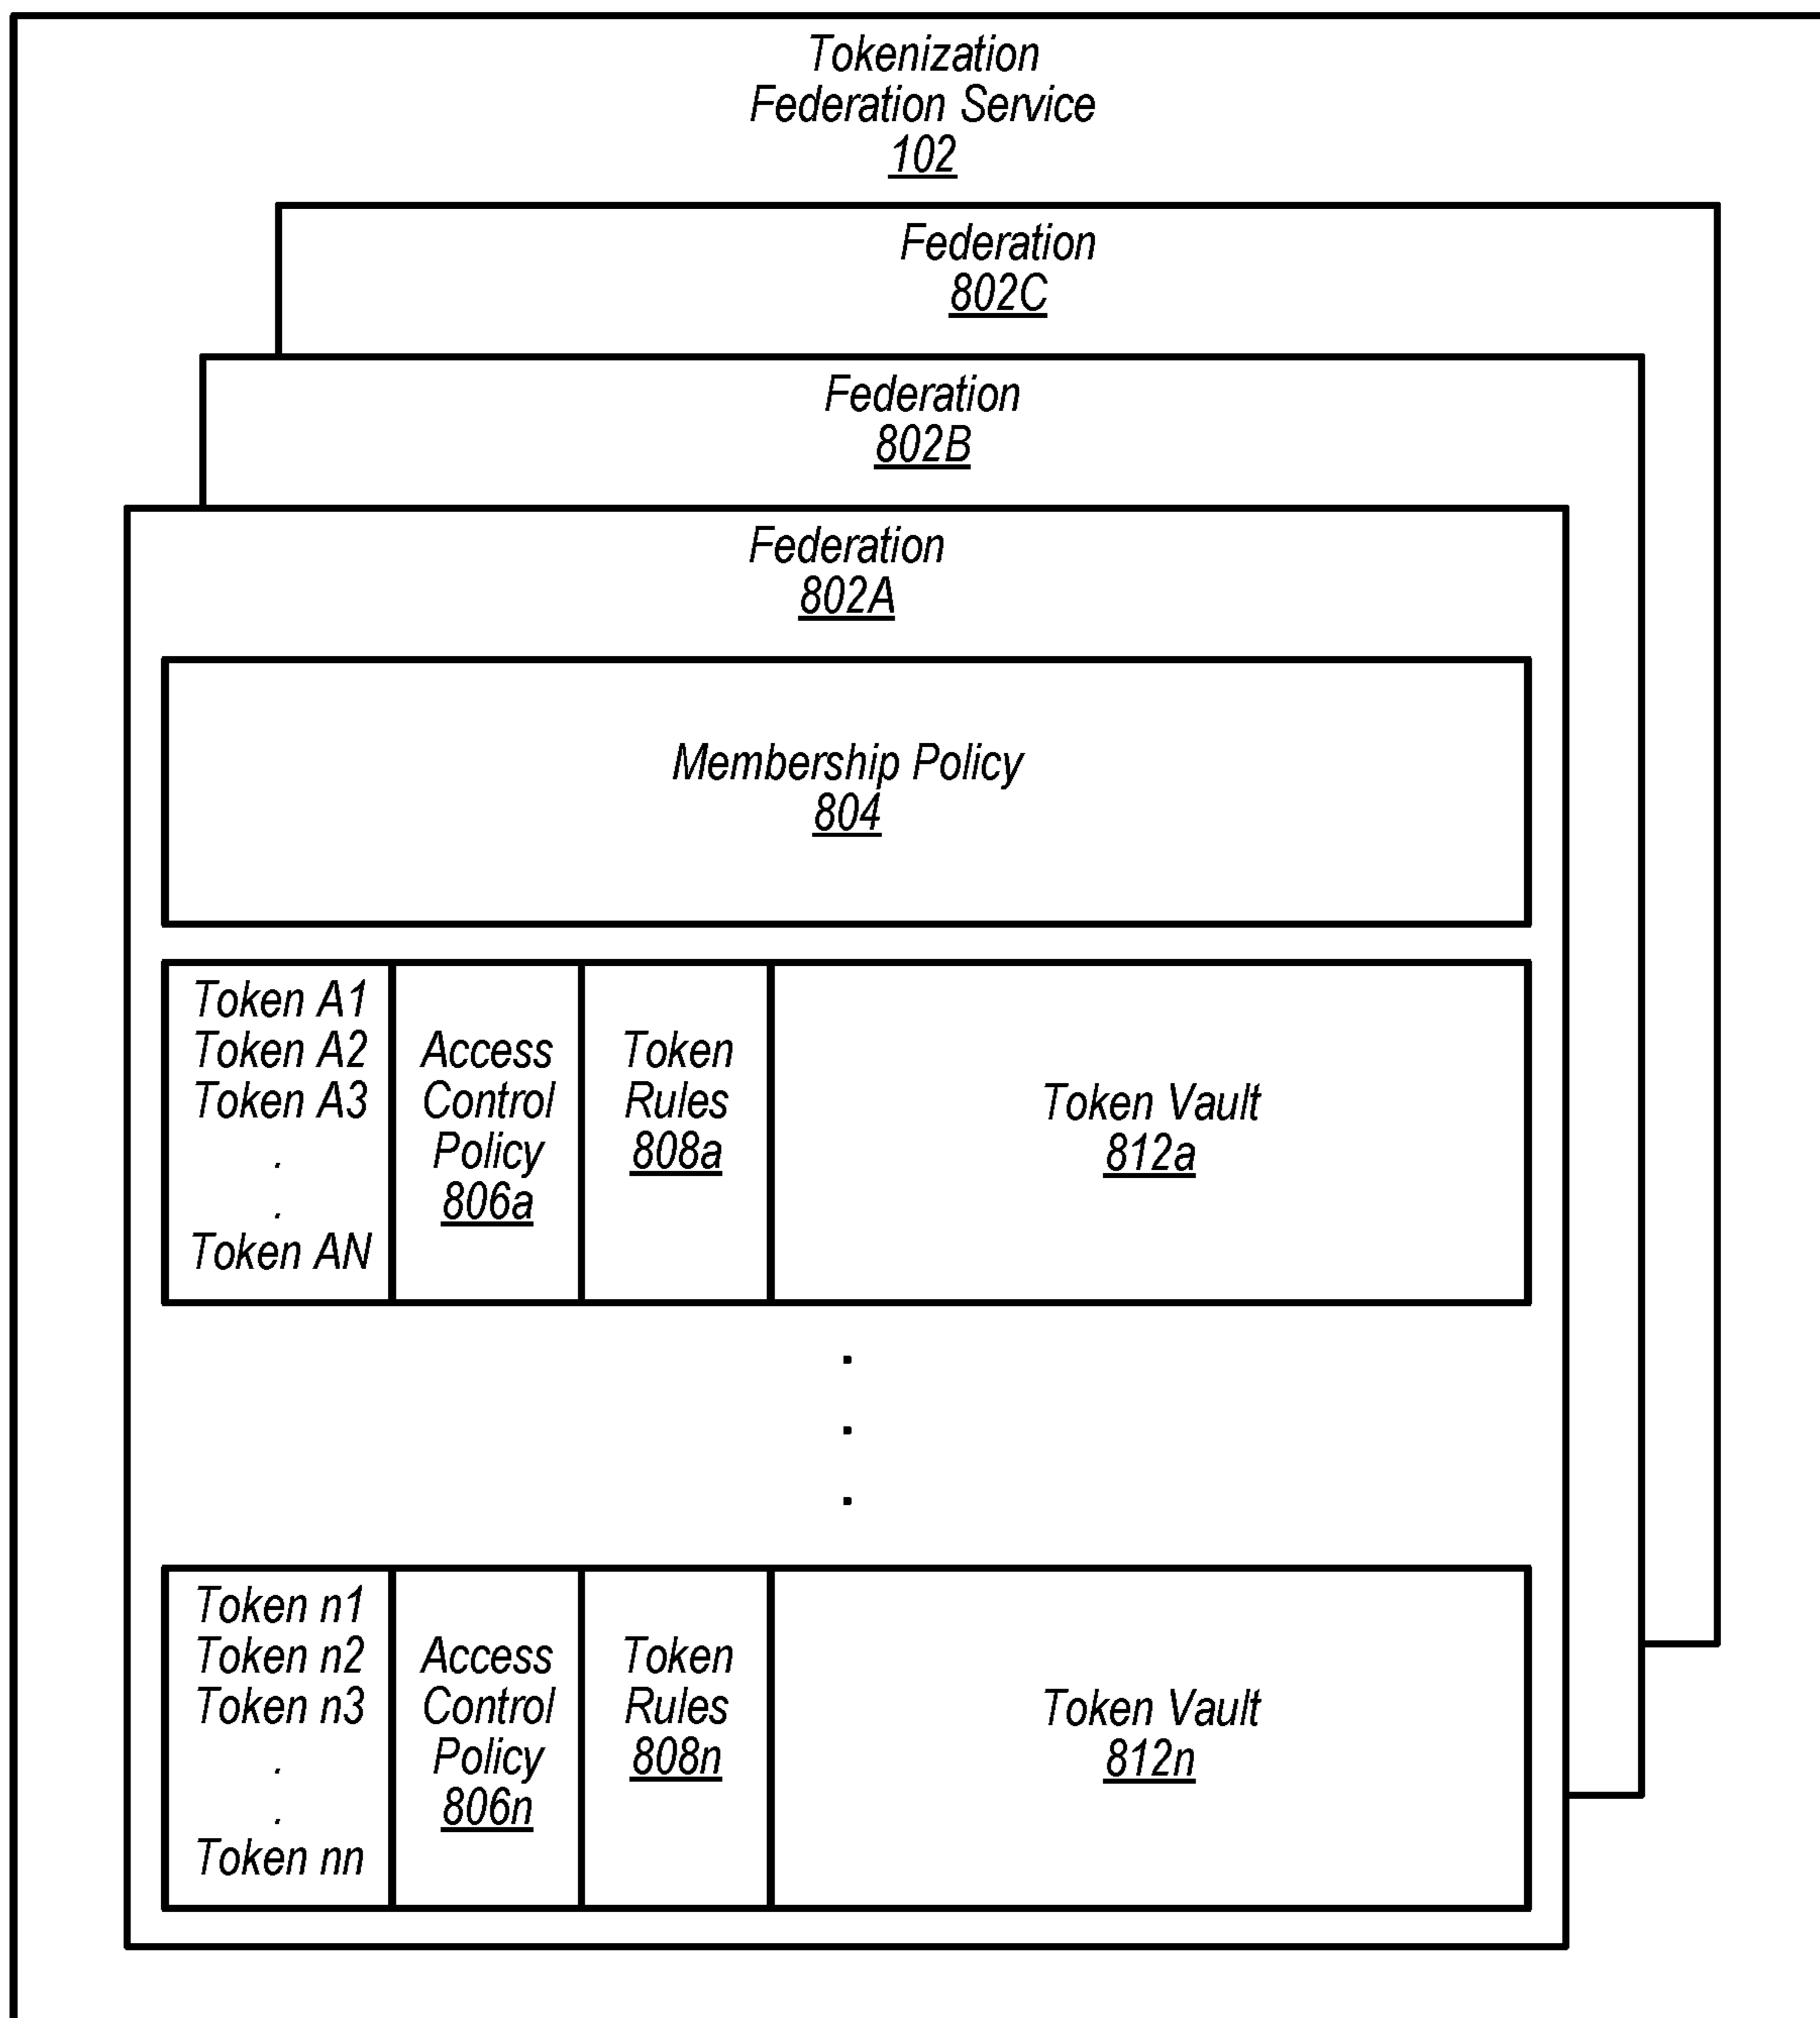 Tokenization
Federation Service
102
Federation
802C
Federation
802B
Federation
802A
Membership Policy
804
Token A1
Token A2
Token A3
.
.
Token AN
Access
Control
Policy
806a
Token
Rules
808a
Token Vault
812a
.
.
.
Token n1
Token n2
Token n3
.
.
Token nn
Access
Control
Policy
806n
Token
Rules
808n
Token Vault
812n